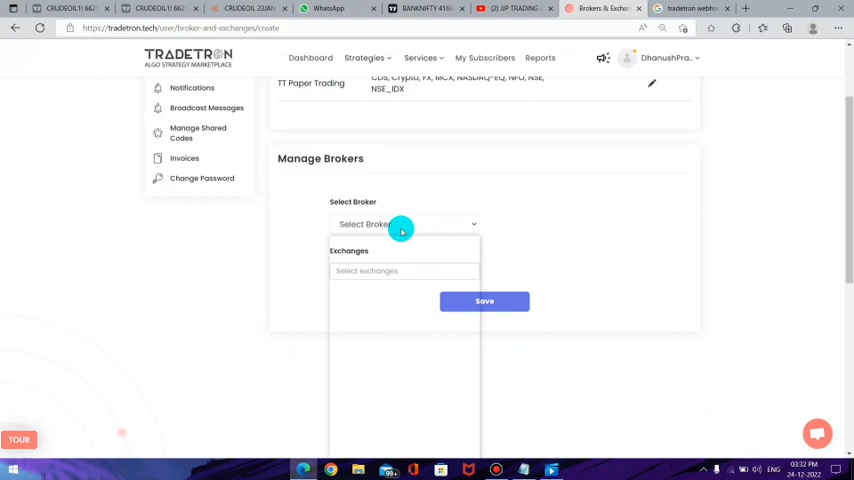 CRUDEOIL1! 662
CRUDEOIL1! 662
CRUDEOIL 23JAN
WhatsApp
BANKNIFTY 416
(2) JIP TRADING /
Brokers & Exchan
tradetron webho
https://tradetron.tech/user/broker-and-exchanges/create
TRADETRON
ALGO STRATEGY MARKETPLACE
Dashboard
Strategies
Services
My Subscribers
Reports
DhanushPra..
Notifications
Broadcast Messages
Manage Shared
Codes
Invoices
Change Password
TT Paper Trading
CDS, Crypto, FX, MCX, NASDAQ-EQ, NFO, NSE,
NSE_IDX
Manage Brokers
Select Broker
Select Broker
Exchanges
Select exchanges
Save
TOUR
99+
ENG
03:32 PM
24-12-2022